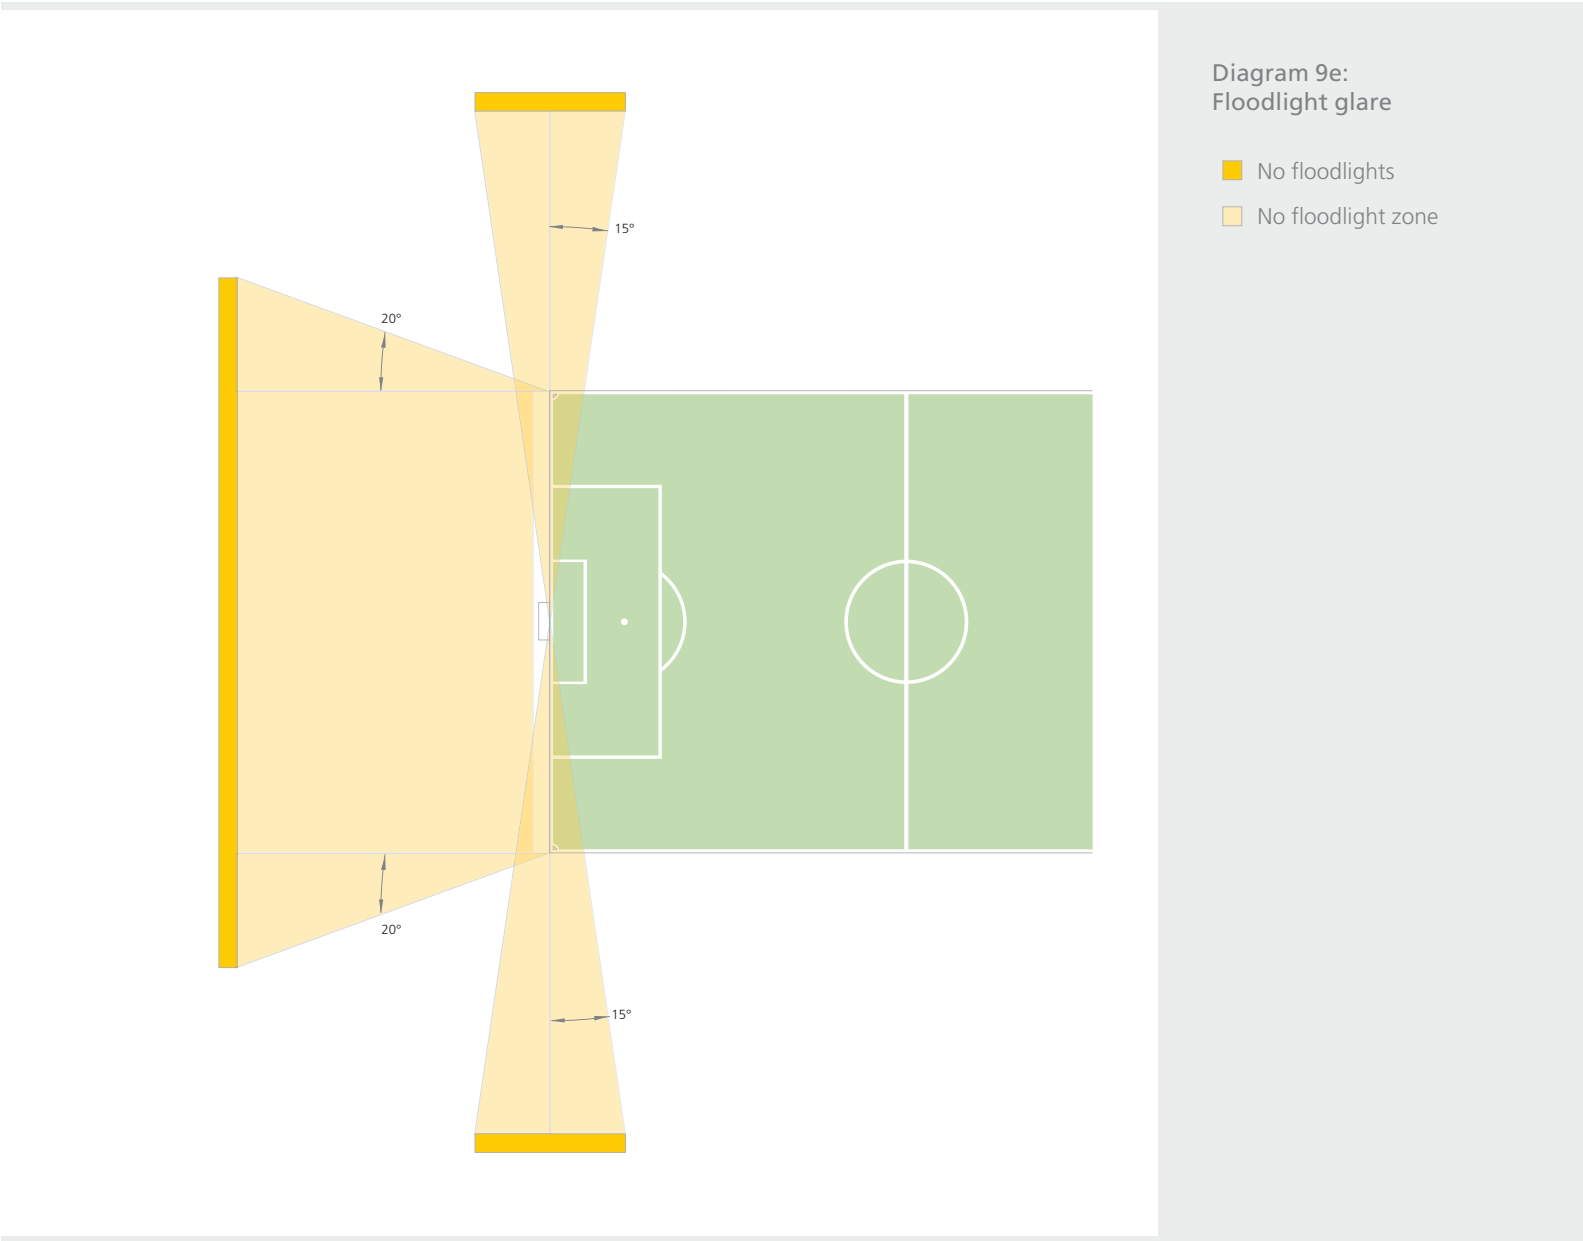 Diagram 9e:
Floodlight glare
No floodlights
No floodlight zone
15°
20°
20°
15°